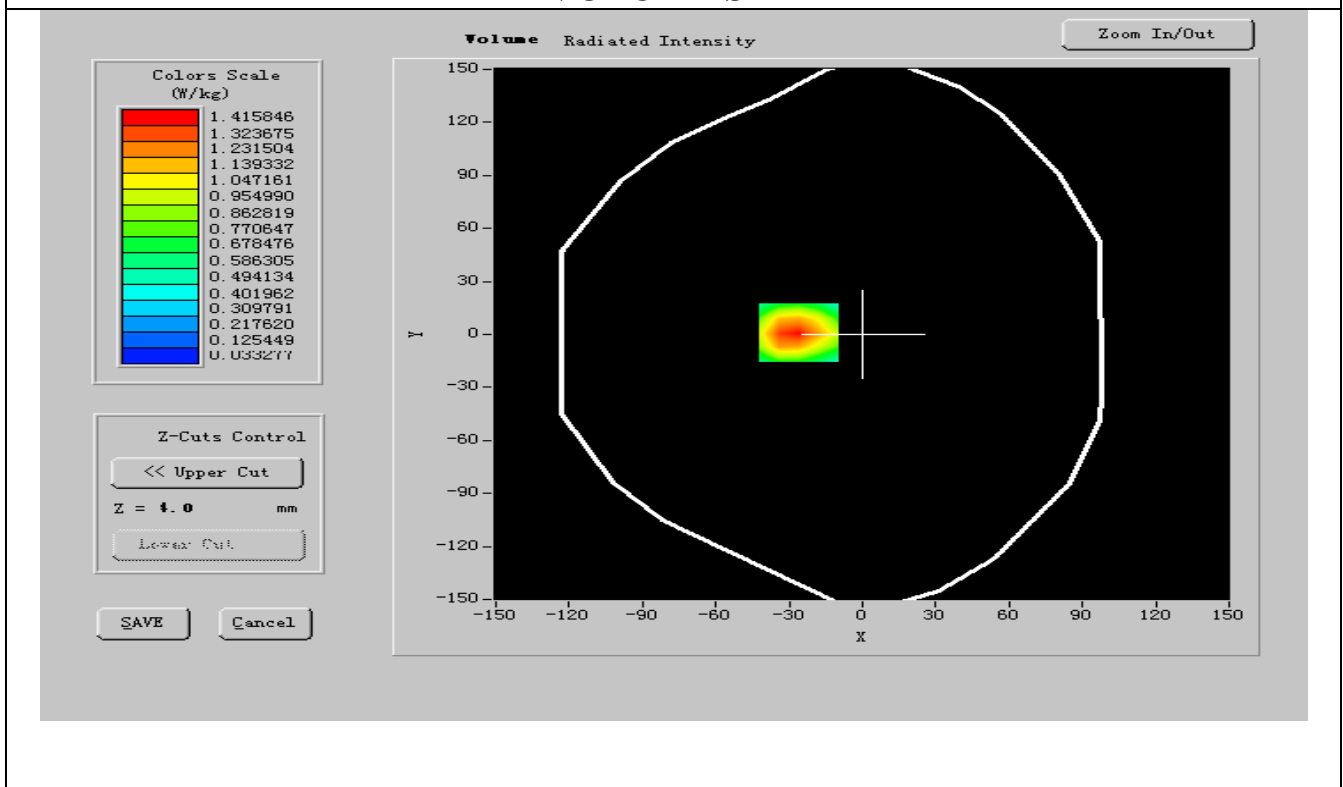 Volume Radiated Intensity
Zoom In/Out
Colors Scale
(W/kg)
1.415846
1.323675
1.231504
1.139332
1.047161
0.954990
0.862819
0.770647
0.678476
0.586305
0.494134
0.401962
0.309791
0.217620
0.125449
0.033277
Z-Cuts Control
<< Upper Cut
Z = 4.0 mm
Lower Cut
SAVE
Cancel
150
120
90
60
30
0
-30
-60
-90
-120
-150
Y
-150 -120 -90 -60 -30 0 30 60 90 120 150
X